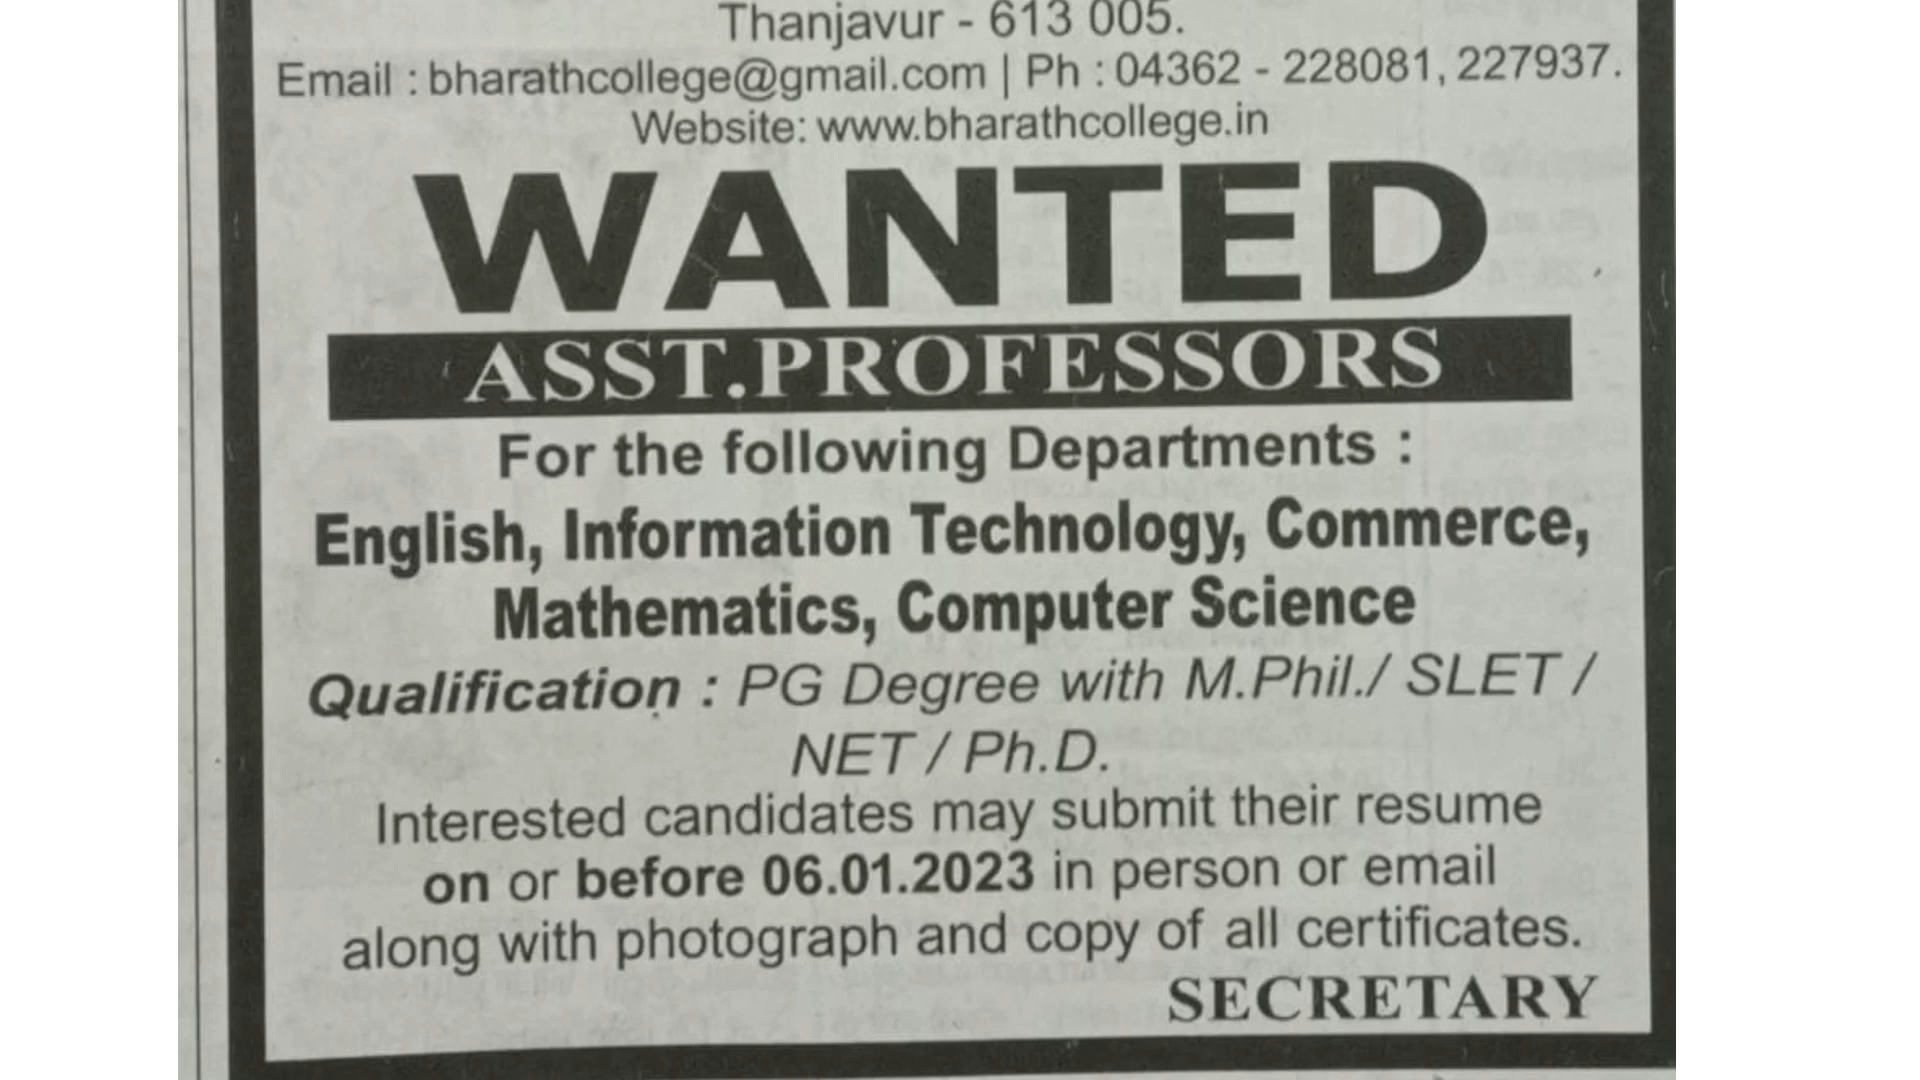 Thanjavur - 613 005.
Email : bharathcollege@gmail.com | Ph : 04362 - 228081, 227937.
Website: www.bharathcollege.in
WANTED
ASST.PROFESSORS
For the following Departments :
English, Information Technology, Commerce,
Mathematics, Computer Science
Qualification : PG Degree with M.Phil./ SLET /
NET / Ph.D.
Interested candidates may submit their resume
on or before 06.01.2023 in person or email
along with photograph and copy of all certificates.
SECRETARY